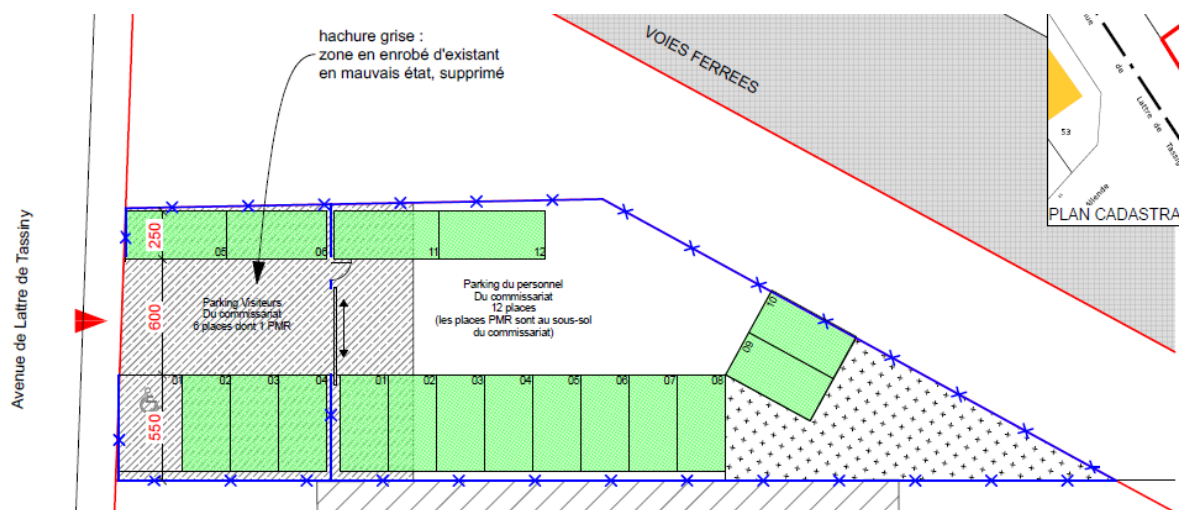 hachure grise :
zone en enrobé d'existant
en mauvais état, supprimé
VOIES FERREES
de
Lattre
de
Tassig
53
allende
PLAN CADASTRA
Avenue de Lattre de Tassiny
250
600
550
05
06
11
12
Parking Visiteurs
Du commissariat
6 places dont 1 PMR
Parking du personnel
Du commissariat
12 places
(les places PMR sont au sous-sol
du commissariat)
10
09
01
02
03
04
01
02
03
04
05
06
07
08